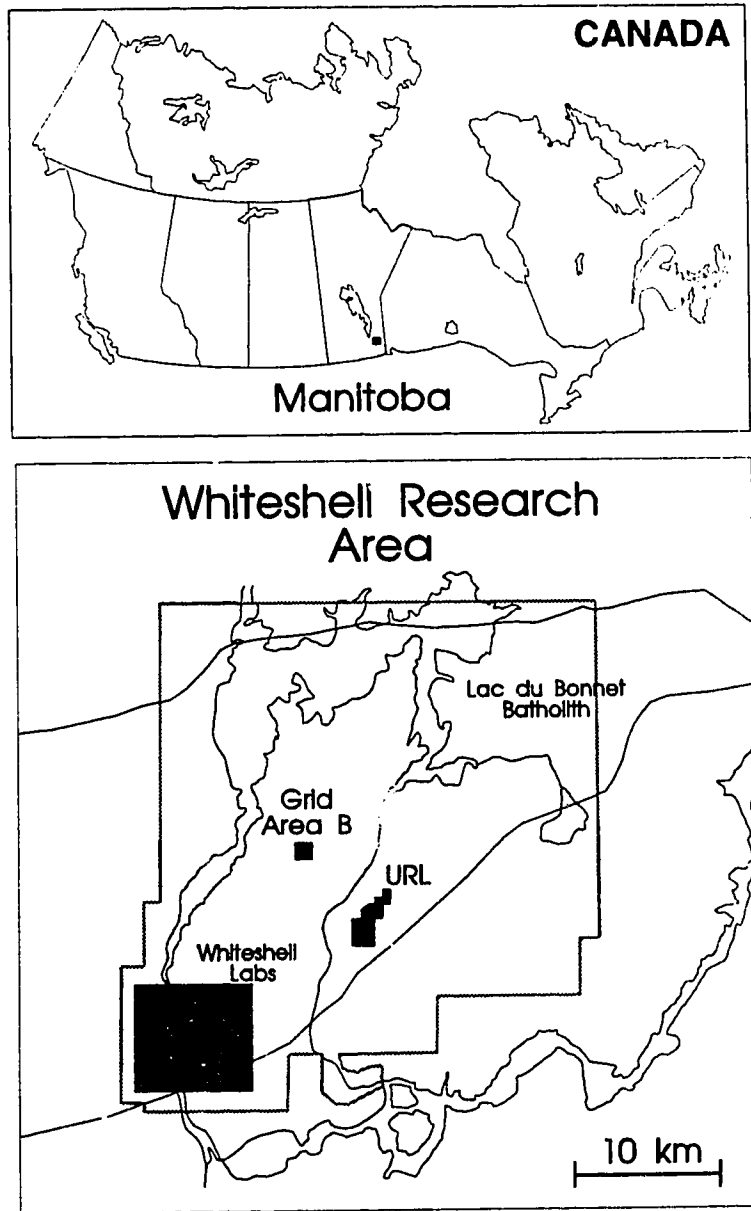 CANADA
Manitoba
Whiteshell Research
Area
Lac du Bonnet
Batholith
Grid
Area B
URL
Whiteshell
Labs
10 km